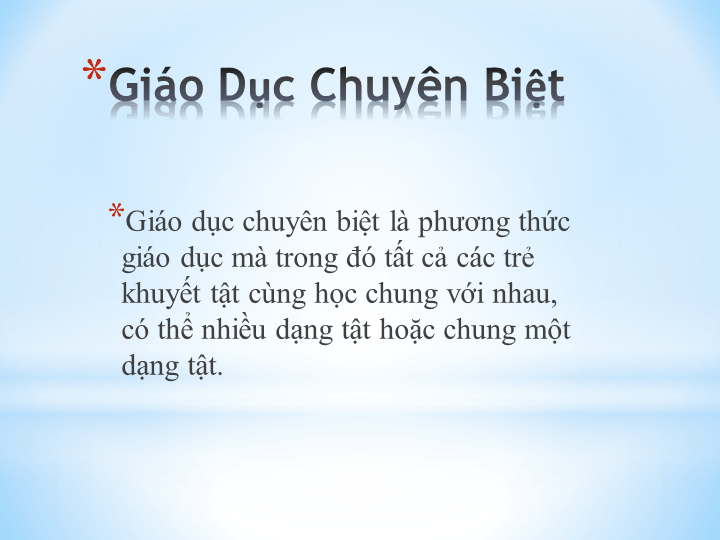 *Giáo Dục Chuyên Biệt
*Giáo dục chuyên biệt là phương thức
giáo dục mà trong đó tất cả các trẻ
khuyết tật cùng học chung với nhau,
có thể nhiều dạng tật hoặc chung một
dạng tật.